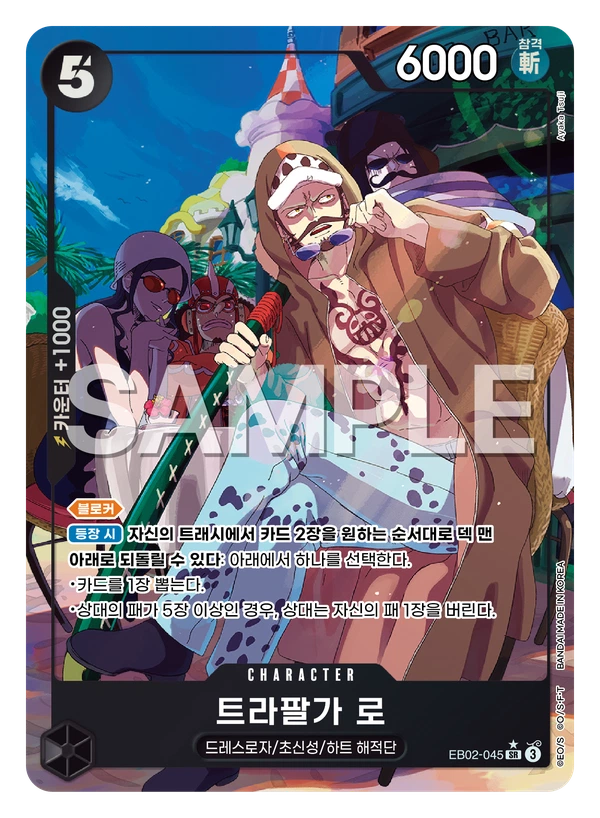 5
6000
참격
斬
BAR
Ayaka Tsuji
카운터 +1000
SAMPLE
블로커
등장 시 자신의 트래시에서 카드 2장을 원하는 순서대로 덱 맨
아래로 되돌릴 수 있다: 아래에서 하나를 선택한다.
•카드를 1장 뽑는다.
•상대의 패가 5장 이상인 경우, 상대는 자신의 패 1장을 버린다.
CHARACTER
트라팔가 로
드레스로자/초신성/하트 해적단
EB02-045 ★ SR 3
©EO/S ©O/S·F·T BANDAI MADE IN KOREA